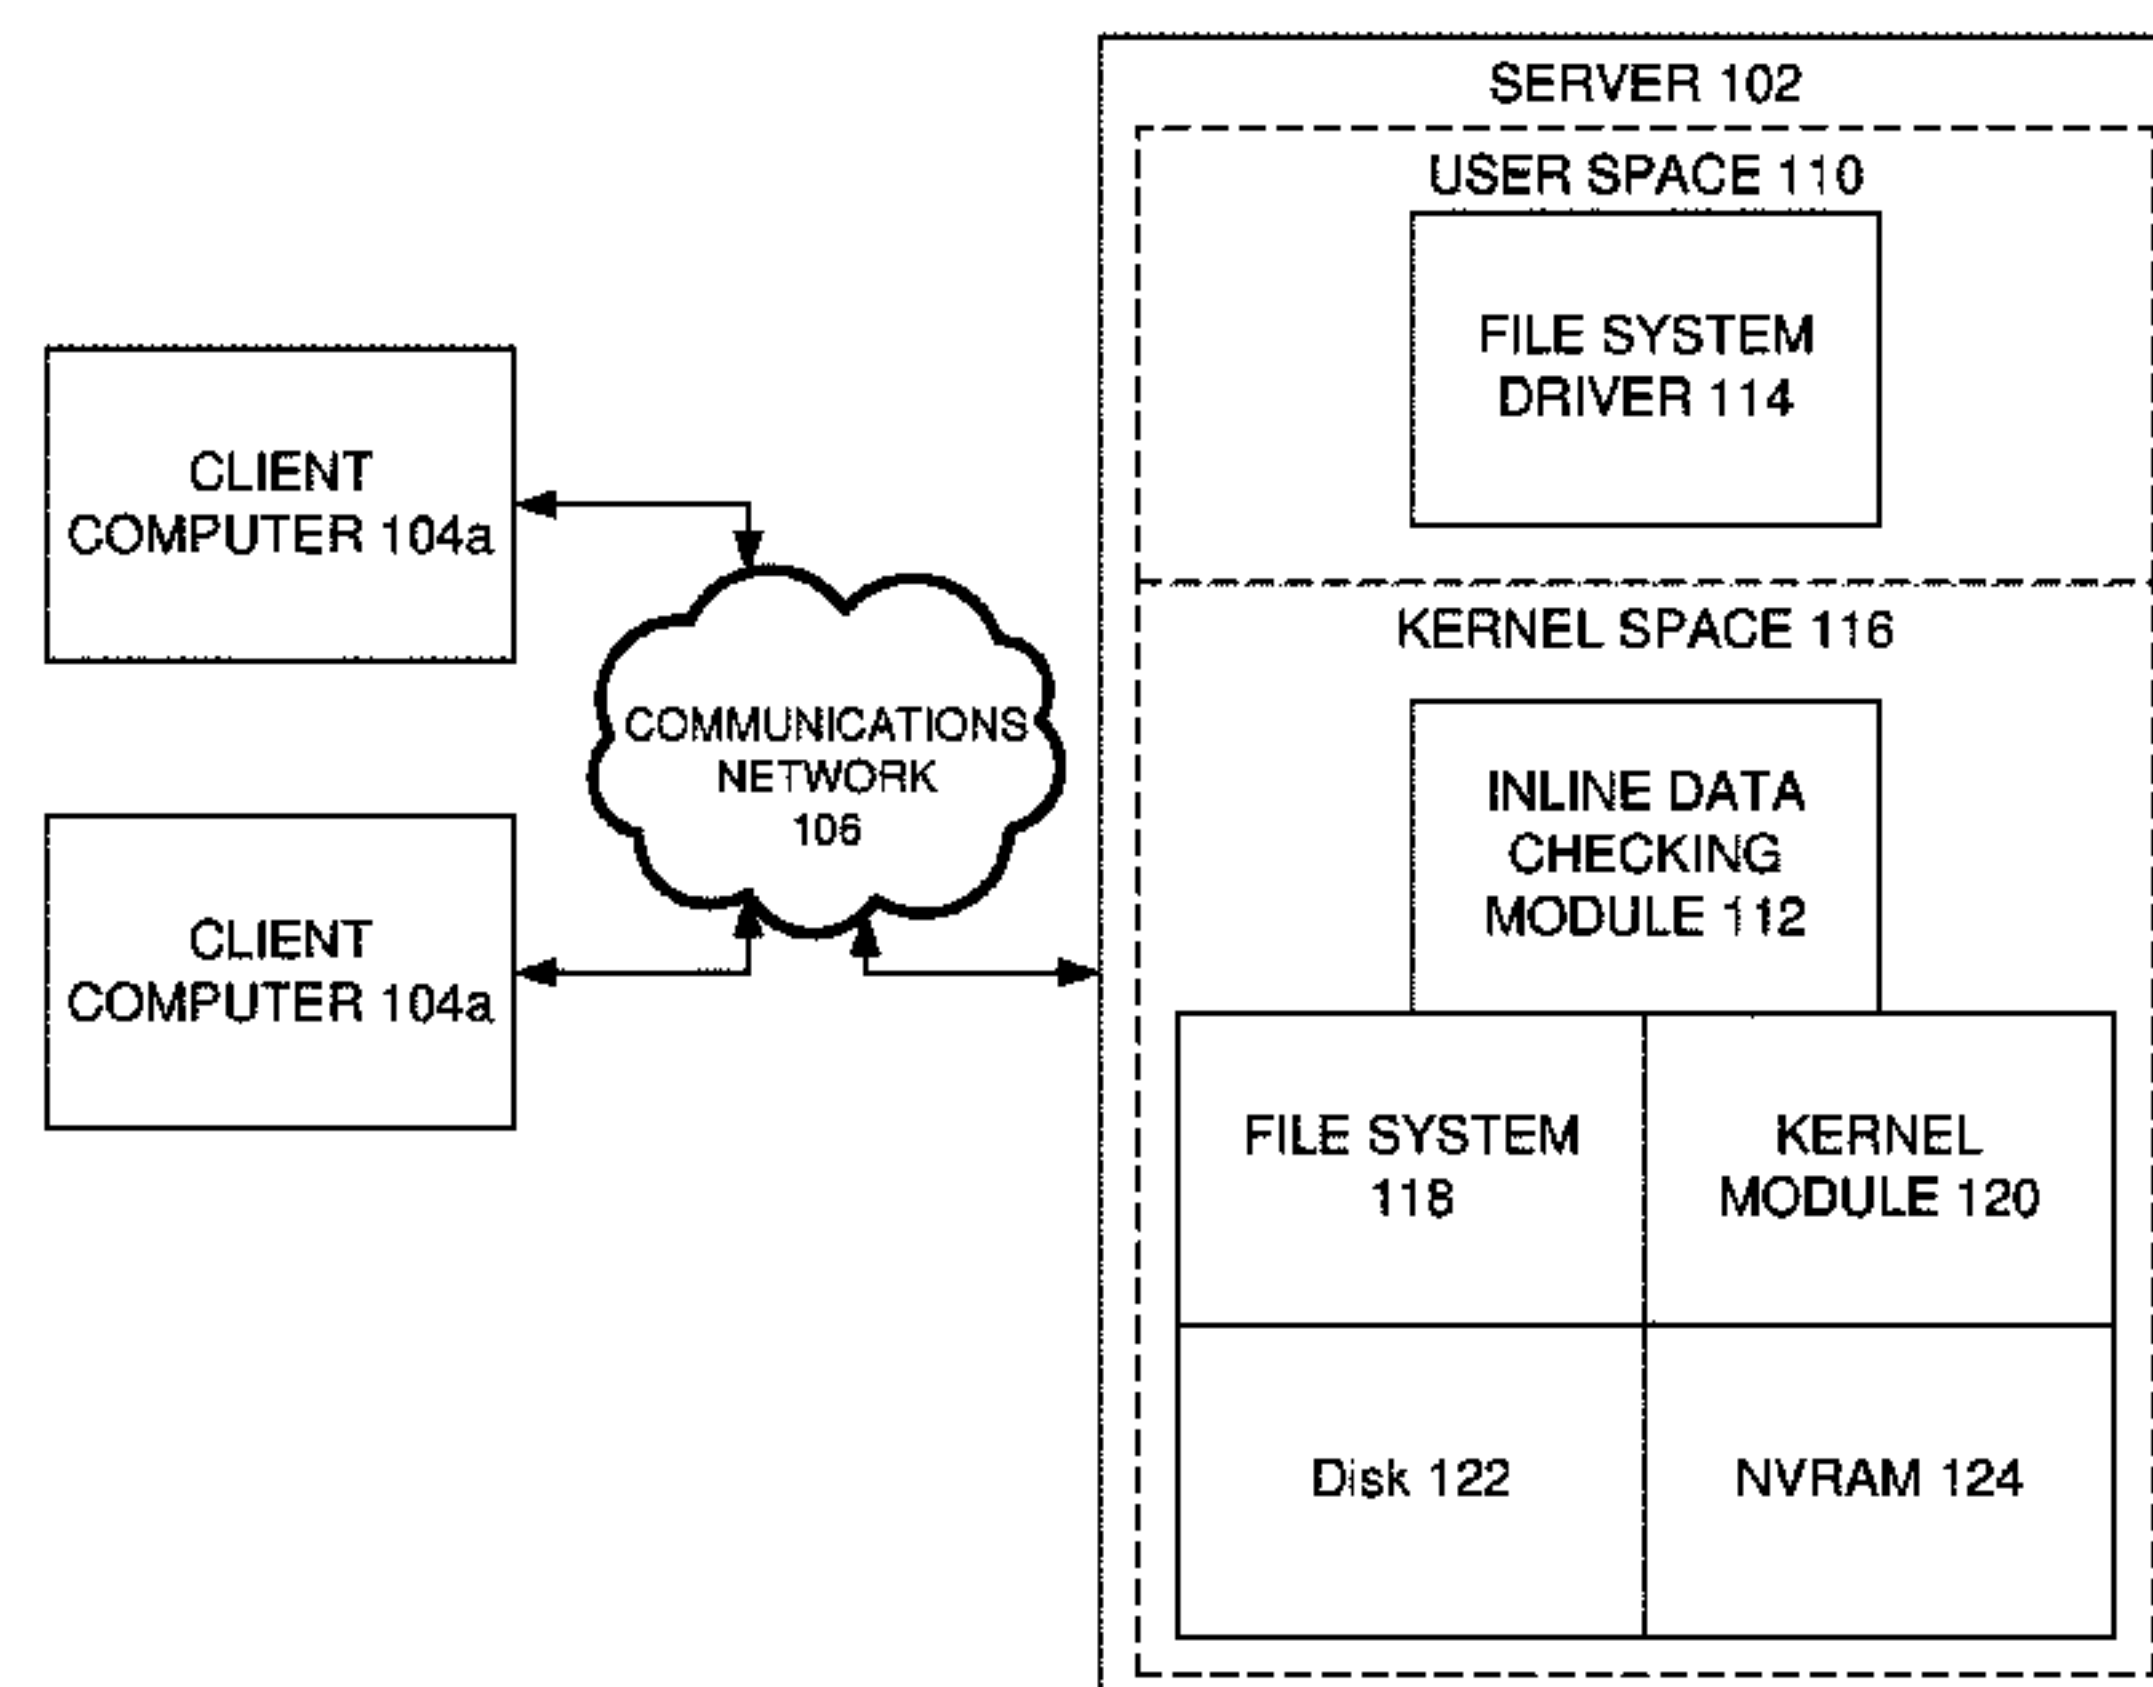 SERVER 102
USER SPACE 110
FILE SYSTEM
DRIVER 114
CLIENT
COMPUTER 104a
COMMUNICATIONS
NETWORK
106
CLIENT
COMPUTER 104a
KERNEL SPACE 116
INLINE DATA
CHECKING
MODULE 112
FILE SYSTEM
118
KERNEL
MODULE 120
Disk 122
NVRAM 124